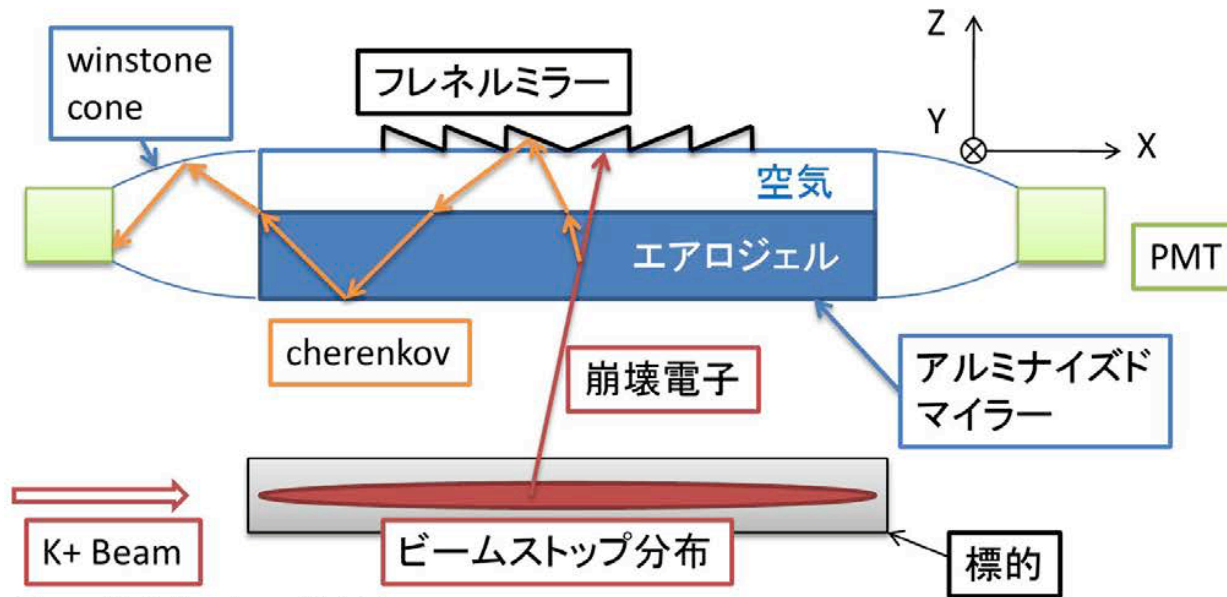 winstone
cone
フレネルミラー
Z
Y
X
空気
エアロジェル
PMT
cherenkov
崩壊電子
アルミナイズド
マイラー
K+ Beam
ビームストップ分布
標的